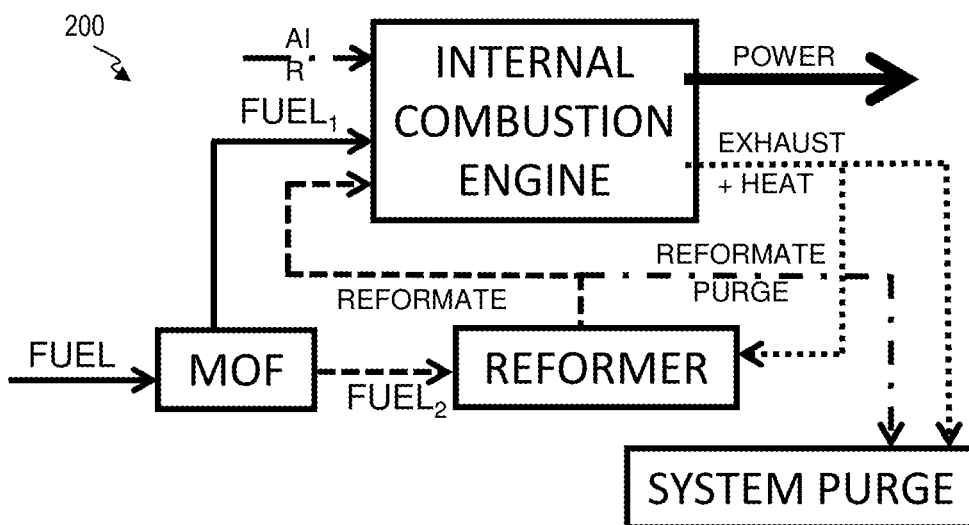 200
AI
R
INTERNAL
COMBUSTION
ENGINE
POWER
FUEL₁
EXHAUST
+ HEAT
REFORMATE
PURGE
REFORMATE
FUEL
MOF
FUEL₂
REFORMER
SYSTEM PURGE